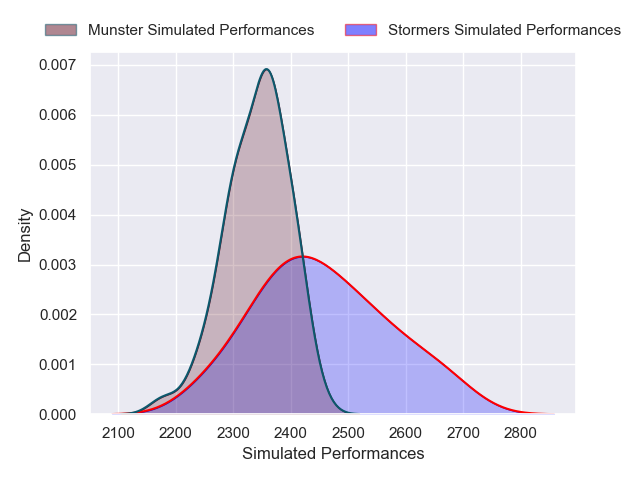 Munster Simulated Performances Stormers Simulated Performances
0.007
0.006
0.005
0.004
0.003
0.002
0.001
0.000
Density
2100 2200 2300 2400 2500 2600 2700 2800
Simulated Performances